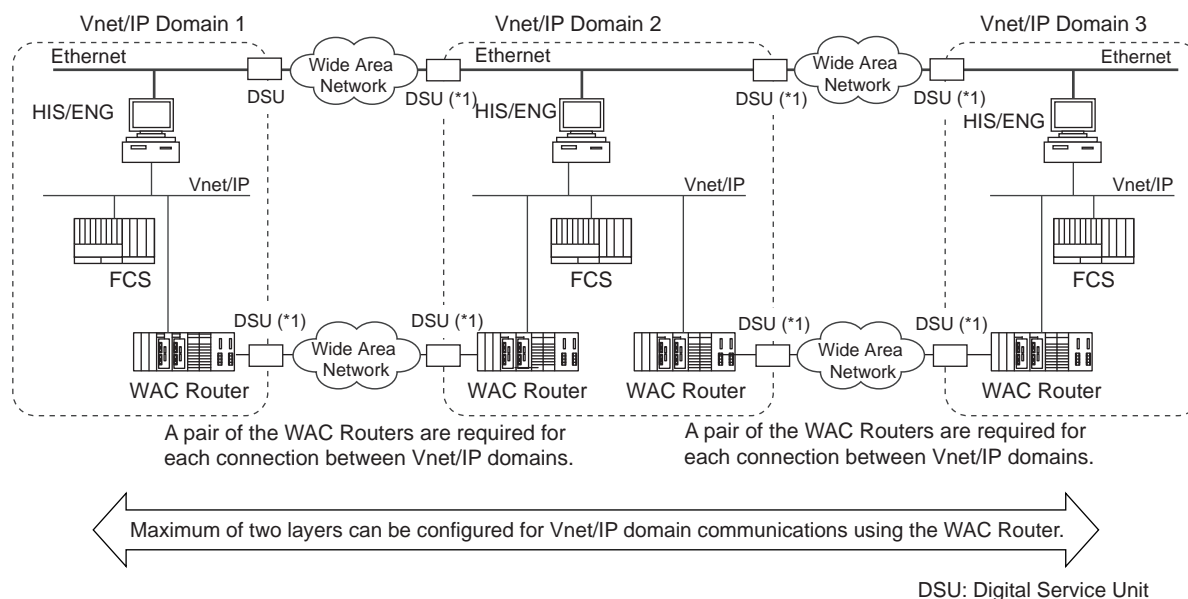 Vnet/IP Domain 1
Vnet/IP Domain 2
Vnet/IP Domain 3
Ethernet
Wide Area
Network
Ethernet
Wide Area
Network
Ethernet
DSU
DSU (*1)
DSU (*1)
DSU (*1)
HIS/ENG
HIS/ENG
HIS/ENG
Vnet/IP
Vnet/IP
Vnet/IP
FCS
FCS
FCS
DSU (*1)
DSU (*1)
DSU (*1)
DSU (*1)
Wide Area
Network
Wide Area
Network
WAC Router
WAC Router
WAC Router
WAC Router
A pair of the WAC Routers are required for
each connection between Vnet/IP domains.
A pair of the WAC Routers are required for
each connection between Vnet/IP domains.
Maximum of two layers can be configured for Vnet/IP domain communications using the WAC Router.
DSU: Digital Service Unit